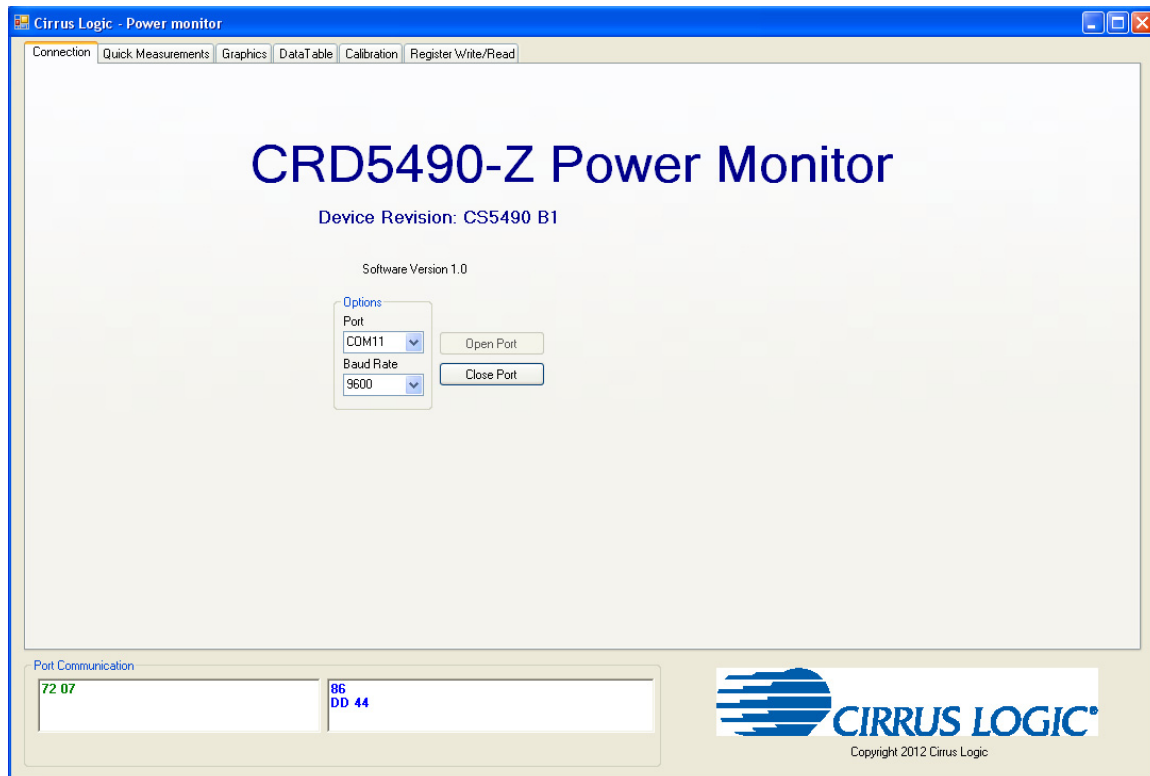 Cirrus Logic - Power monitor
Connection Quick Measurements Graphics DataTable Calibration Register Write/Read
CRD5490-Z Power Monitor
Device Revision: CS5490 B1
Software Version 1.0
Options
Port
COM11
Open Port
Baud Rate
9600
Close Port
Port Communication
72 07
86
DD 44
CIRRUS LOGIC®
Copyright 2012 Cirrus Logic